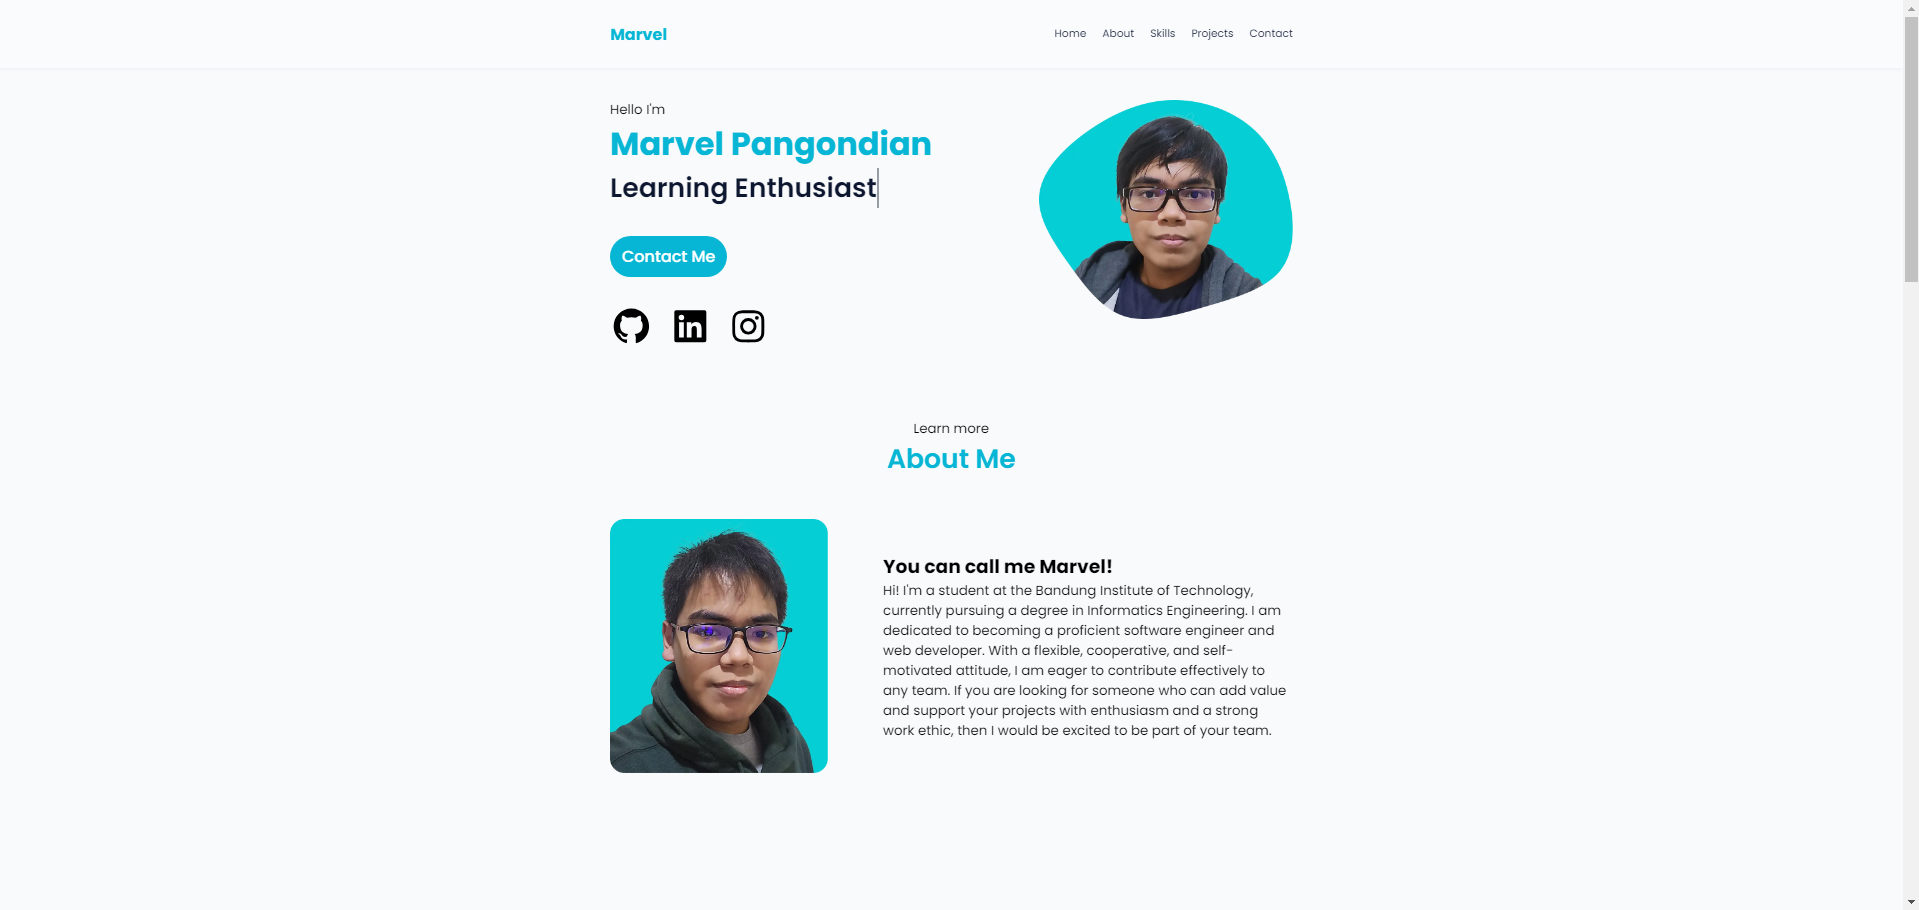 Marvel
Home About Skills Projects Contact
Hello I'm
Marvel Pangondian
Learning Enthusiast
Contact Me
in
Learn more
About Me
You can call me Marvel!
Hi! I'm a student at the Bandung Institute of Technology,
currently pursuing a degree in Informatics Engineering. I am
dedicated to becoming a proficient software engineer and
web developer. With a flexible, cooperative, and self-
motivated attitude, I am eager to contribute effectively to
any team. If you are looking for someone who can add value
and support your projects with enthusiasm and a strong
work ethic, then I would be excited to be part of your team.